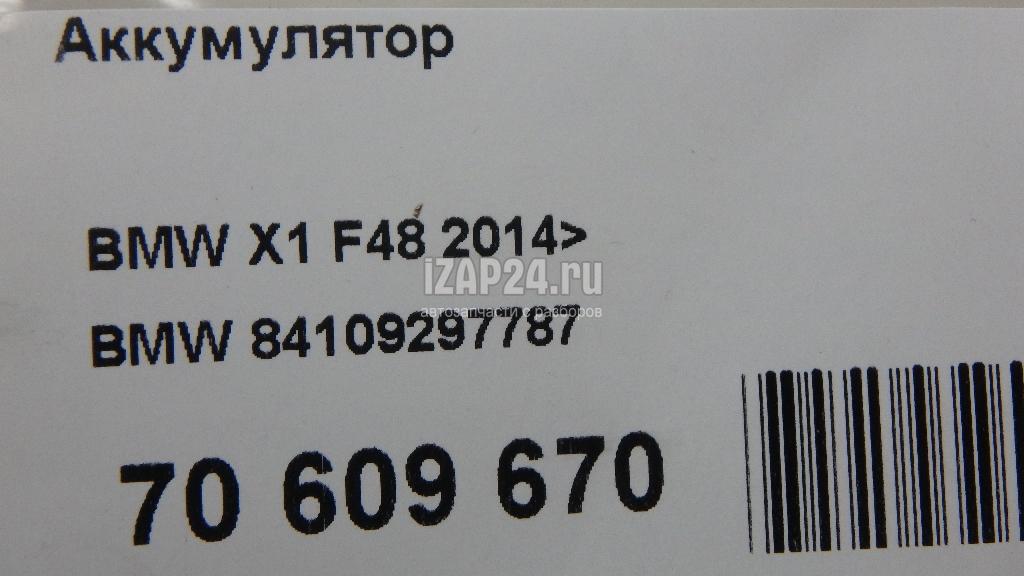 Аккумулятор
BMW X1 F48 2014>
iZAP24.ru
автозапчасти с разборов
BMW 84109297787
70 609 670